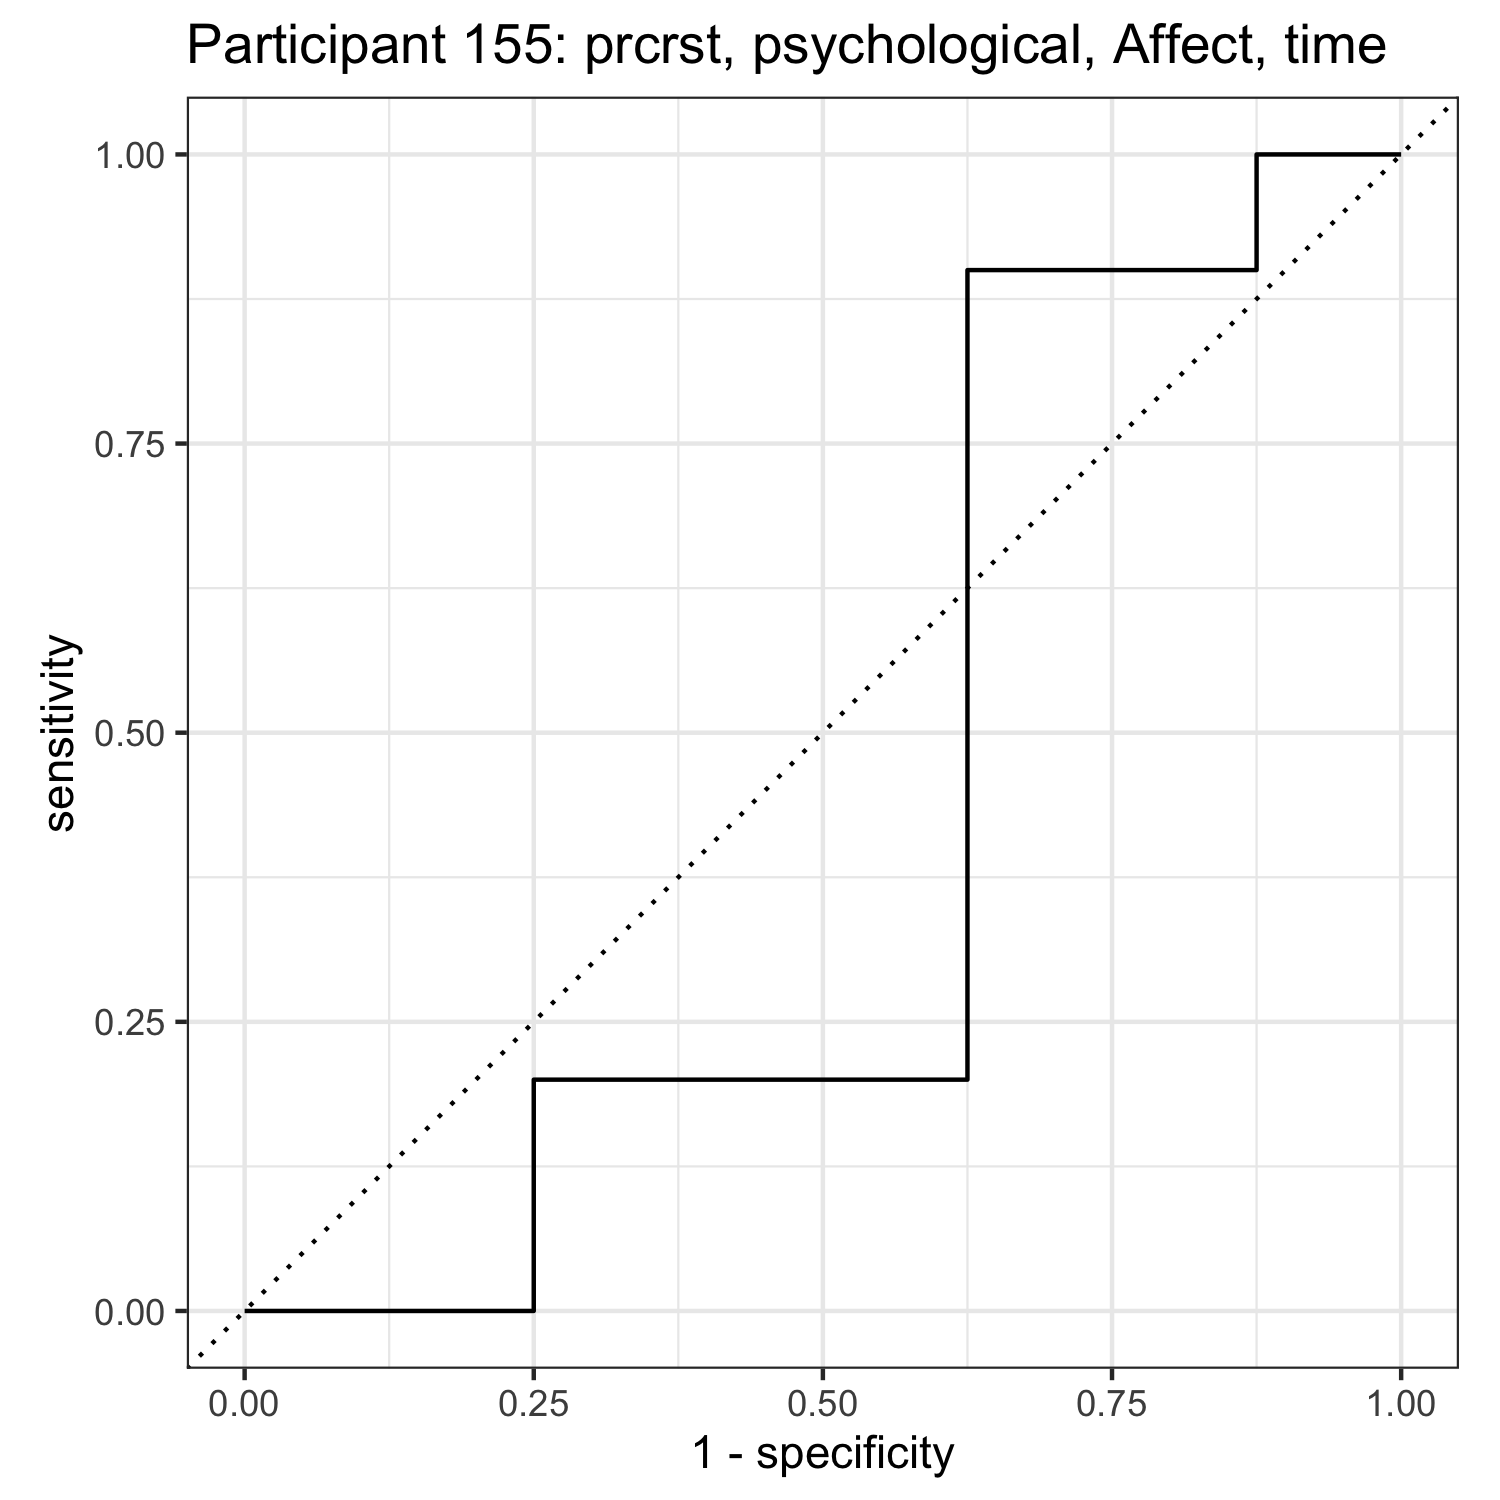 Participant 155: prcrst, psychological, Affect, time
1.00
0.75
0.50
0.25
0.00
sensitivity
0.00 0.25 0.50 0.75 1.00
1 - specificity